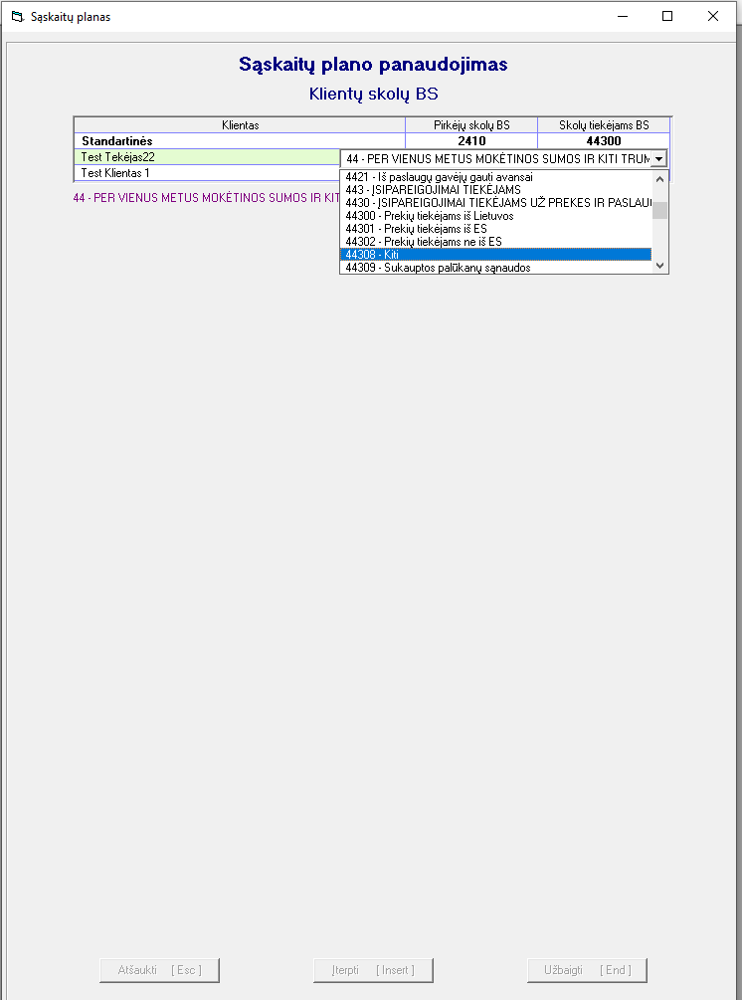 Sąskaitų planas
Sąskaitų plano panaudojimas
Klientų skolų BS
Klientas Pirkėjų skolų BS Skolų tiekėjams BS
Standartinės 2410 44300
Test Tekėjas22 44 - PER VIENUS METUS MOKĖTINOS SUMOS IR KITI TRUM
Test Klientas 1
44 - PER VIENUS METUS MOKĖTINOS SUMOS IR KIT
4421 - Iš paslaugų gavėjų gauti avansai
443 - ĮSIPAREIGOJIMAI TIEKĖJAMS
4430 - ĮSIPAREIGOJIMAI TIEKĖJAMS UŽ PREKES IR PASLAU
44300 - Prekių tiekėjams iš Lietuvos
44301 - Prekių tiekėjams iš ES
44302 - Prekių tiekėjams ne iš ES
44308 - Kiti
44309 - Sukauptos palūkanų sąnaudos
Atšaukti [ Esc ] Įterpti [ Insert ] Užbaigti [ End ]